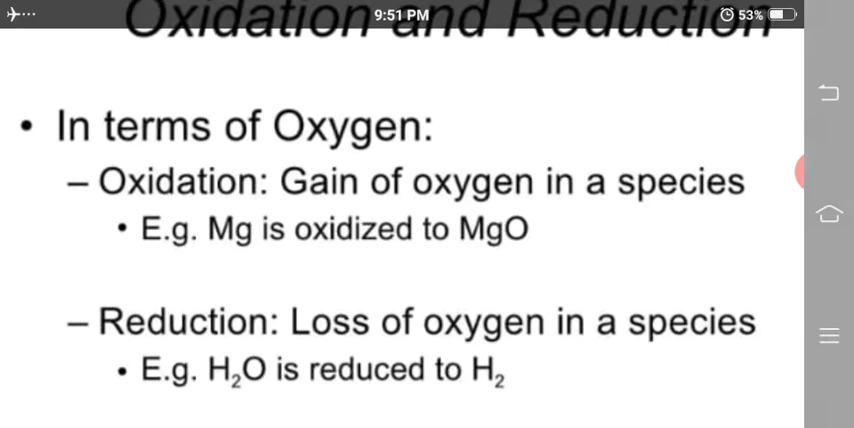 9:51 PM
53%
Oxidation and Reduction
• In terms of Oxygen:
– Oxidation: Gain of oxygen in a species
• E.g. Mg is oxidized to MgO
– Reduction: Loss of oxygen in a species
• E.g. H₂O is reduced to H₂